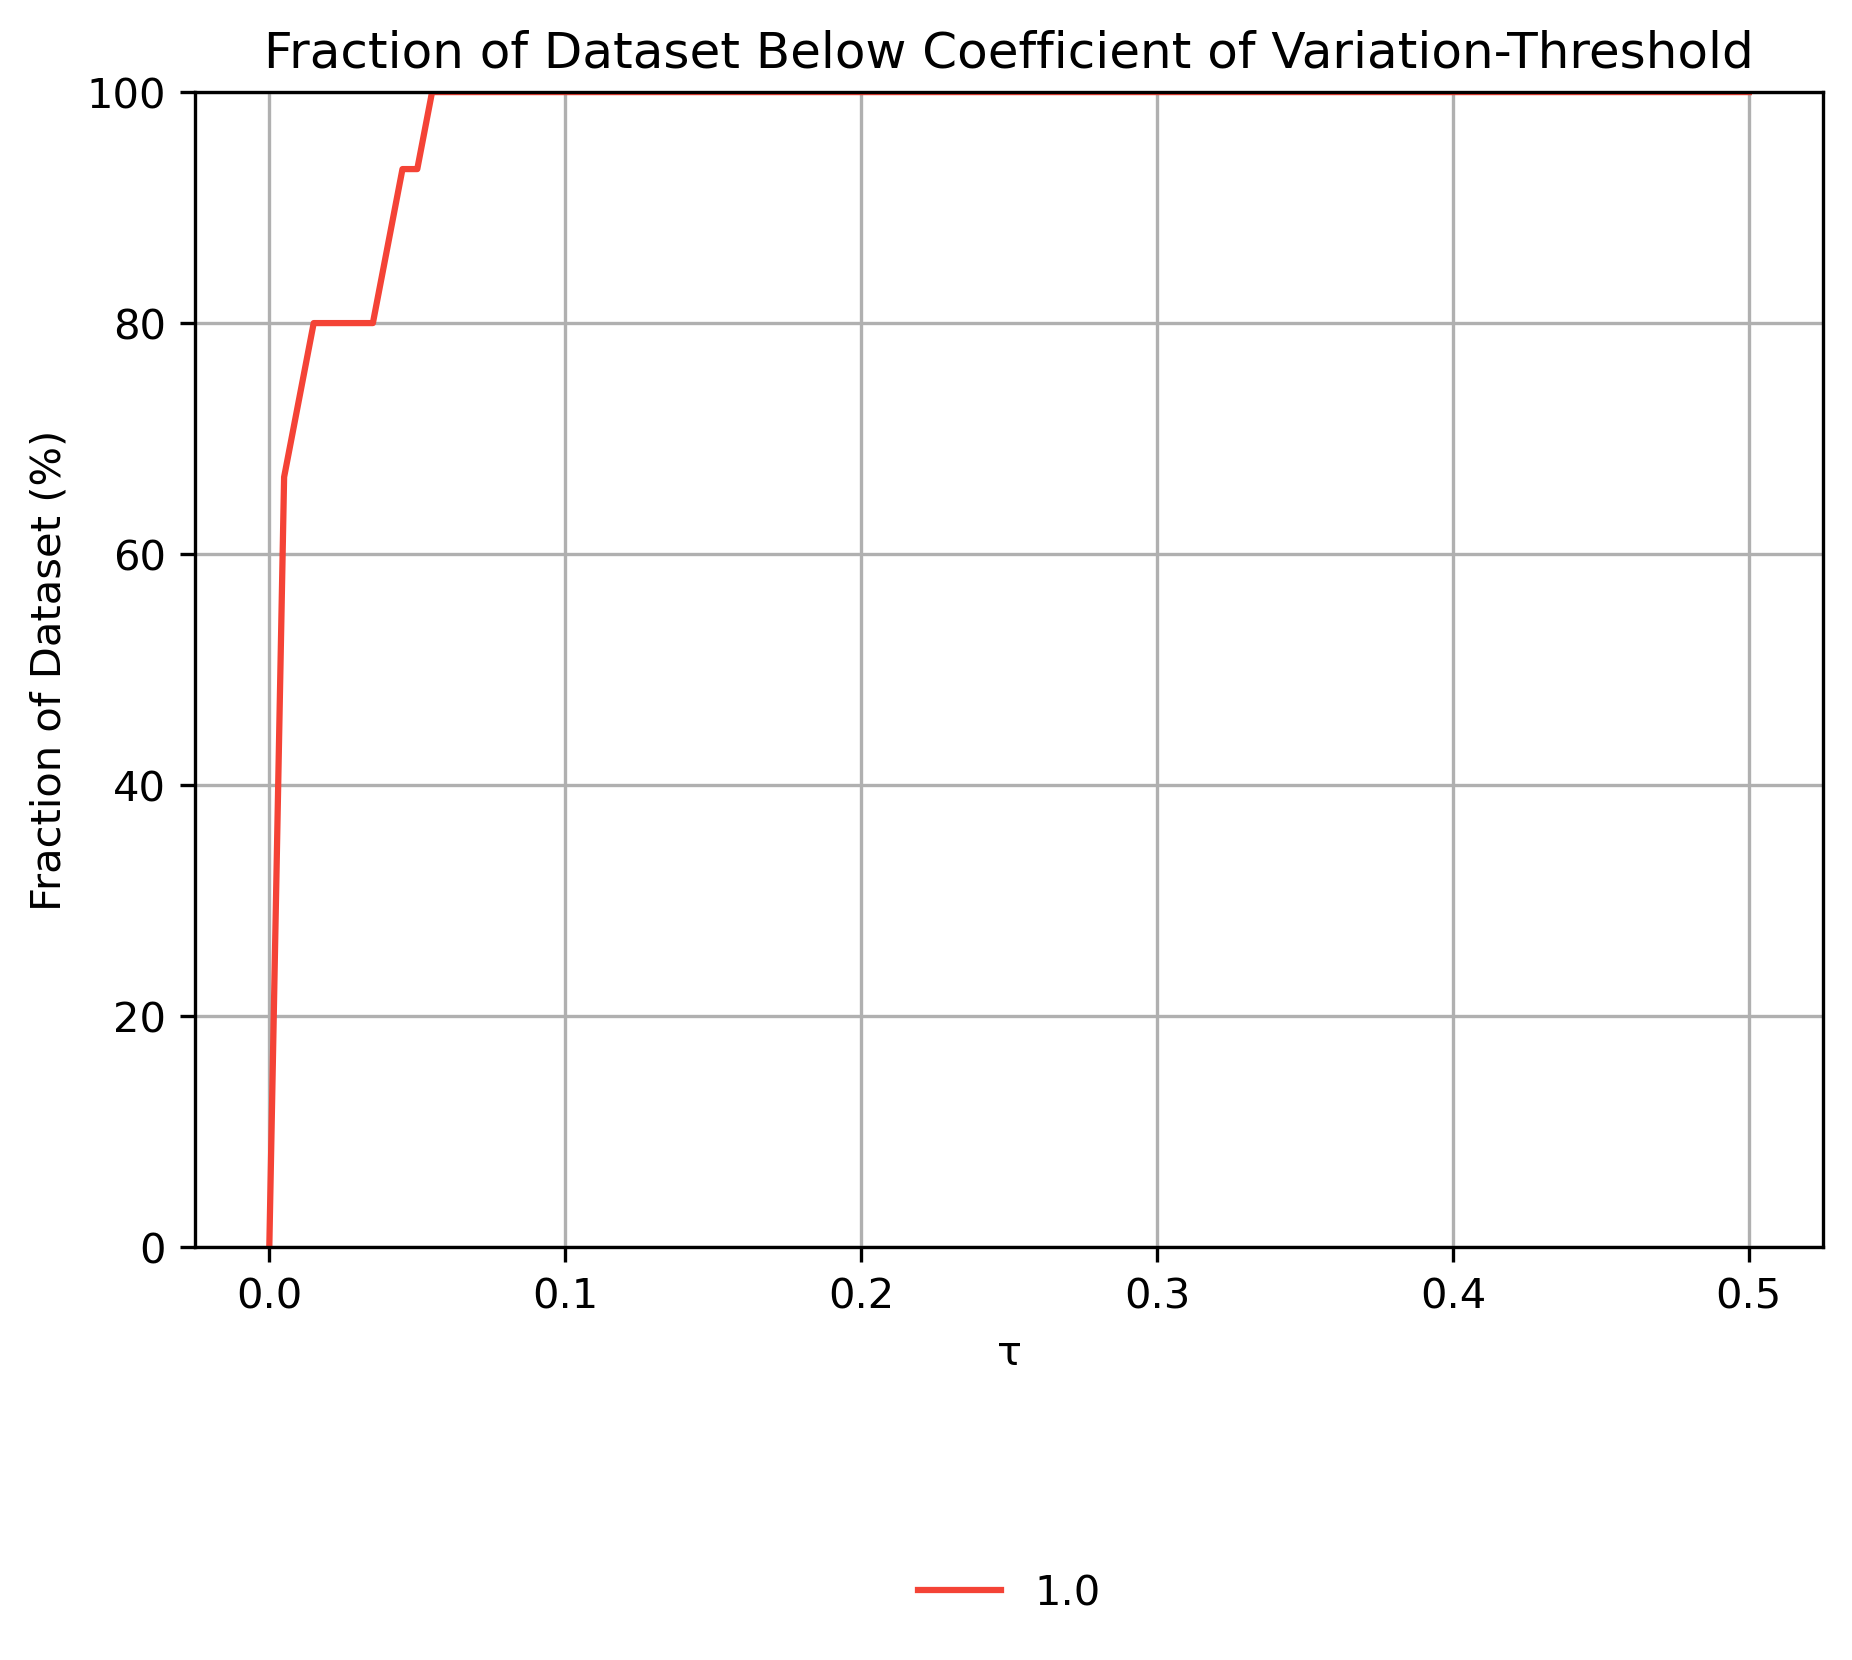 Fraction of Dataset Below Coefficient of Variation-Threshold
Fraction of Dataset (%)
100
80
60
40
20
0
0.0 0.1 0.2 0.3 0.4 0.5
τ
1.0